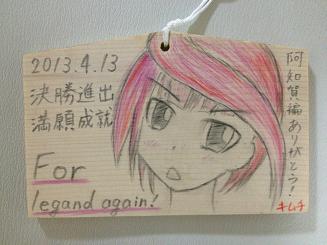 2013.4.13
決勝進出
満願成就
For
legand again!
阿知賀編ありがとう!
キムチ